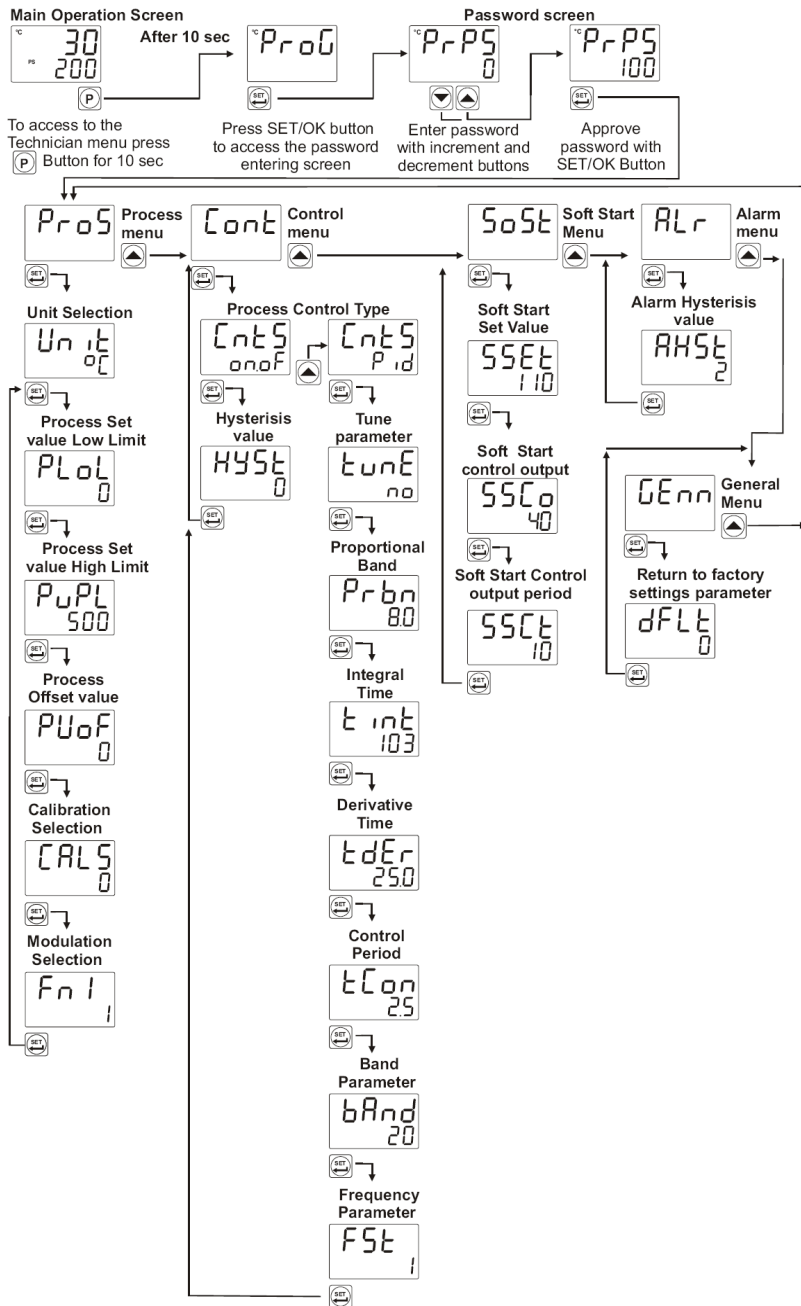 Main Operation Screen
Password screen
°C
30
PS
200
P
After 10 sec
°C
ProG
SET
°C
PrPS
0
°C
PrPS
100
SET
To access to the
Technician menu press
P Button for 10 sec
Press SET/OK button
to access the password
entering screen
Enter password
with increment and
decrement buttons
Approve
password with
SET/OK Button
ProS
Process
menu
SET
Unit Selection
Unit
°C
SET
Process Set
value Low Limit
PLoL
0
SET
Process Set
value High Limit
PuPL
500
SET
Process
Offset value
PUoF
0
SET
Calibration
Selection
CALS
0
SET
Modulation
Selection
Fn1
1
SET
Cont
Control
menu
SET
Process Control Type
CntS
on.oF
SET
Hysterisis
value
HYSt
0
SET
CntS
Pid
SET
Tune
parameter
tunE
no
SET
Proportional
Band
Prbn
8.0
SET
Integral
Time
tint
103
SET
Derivative
Time
tdEr
25.0
SET
Control
Period
tCon
2.5
SET
Band
Parameter
bAnd
20
SET
Frequency
Parameter
FSt
1
SET
SoSt
Soft Start
Menu
SET
Soft Start
Set Value
SSEt
110
SET
Soft Start
control output
SSCo
40
SET
Soft Start Control
output period
SSCt
10
SET
ALr
Alarm
menu
SET
Alarm Hysterisis
value
AHSt
2
SET
GEnn
General
Menu
SET
Return to factory
settings parameter
dFLt
0
SET